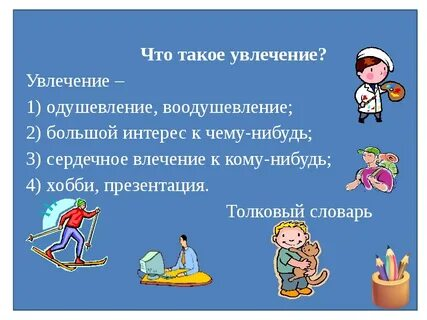 Что такое увлечение?
Увлечение –
1) одушевление, воодушевление;
2) большой интерес к чему-нибудь;
3) сердечное влечение к кому-нибудь;
4) хобби, презентация.
Толковый словарь